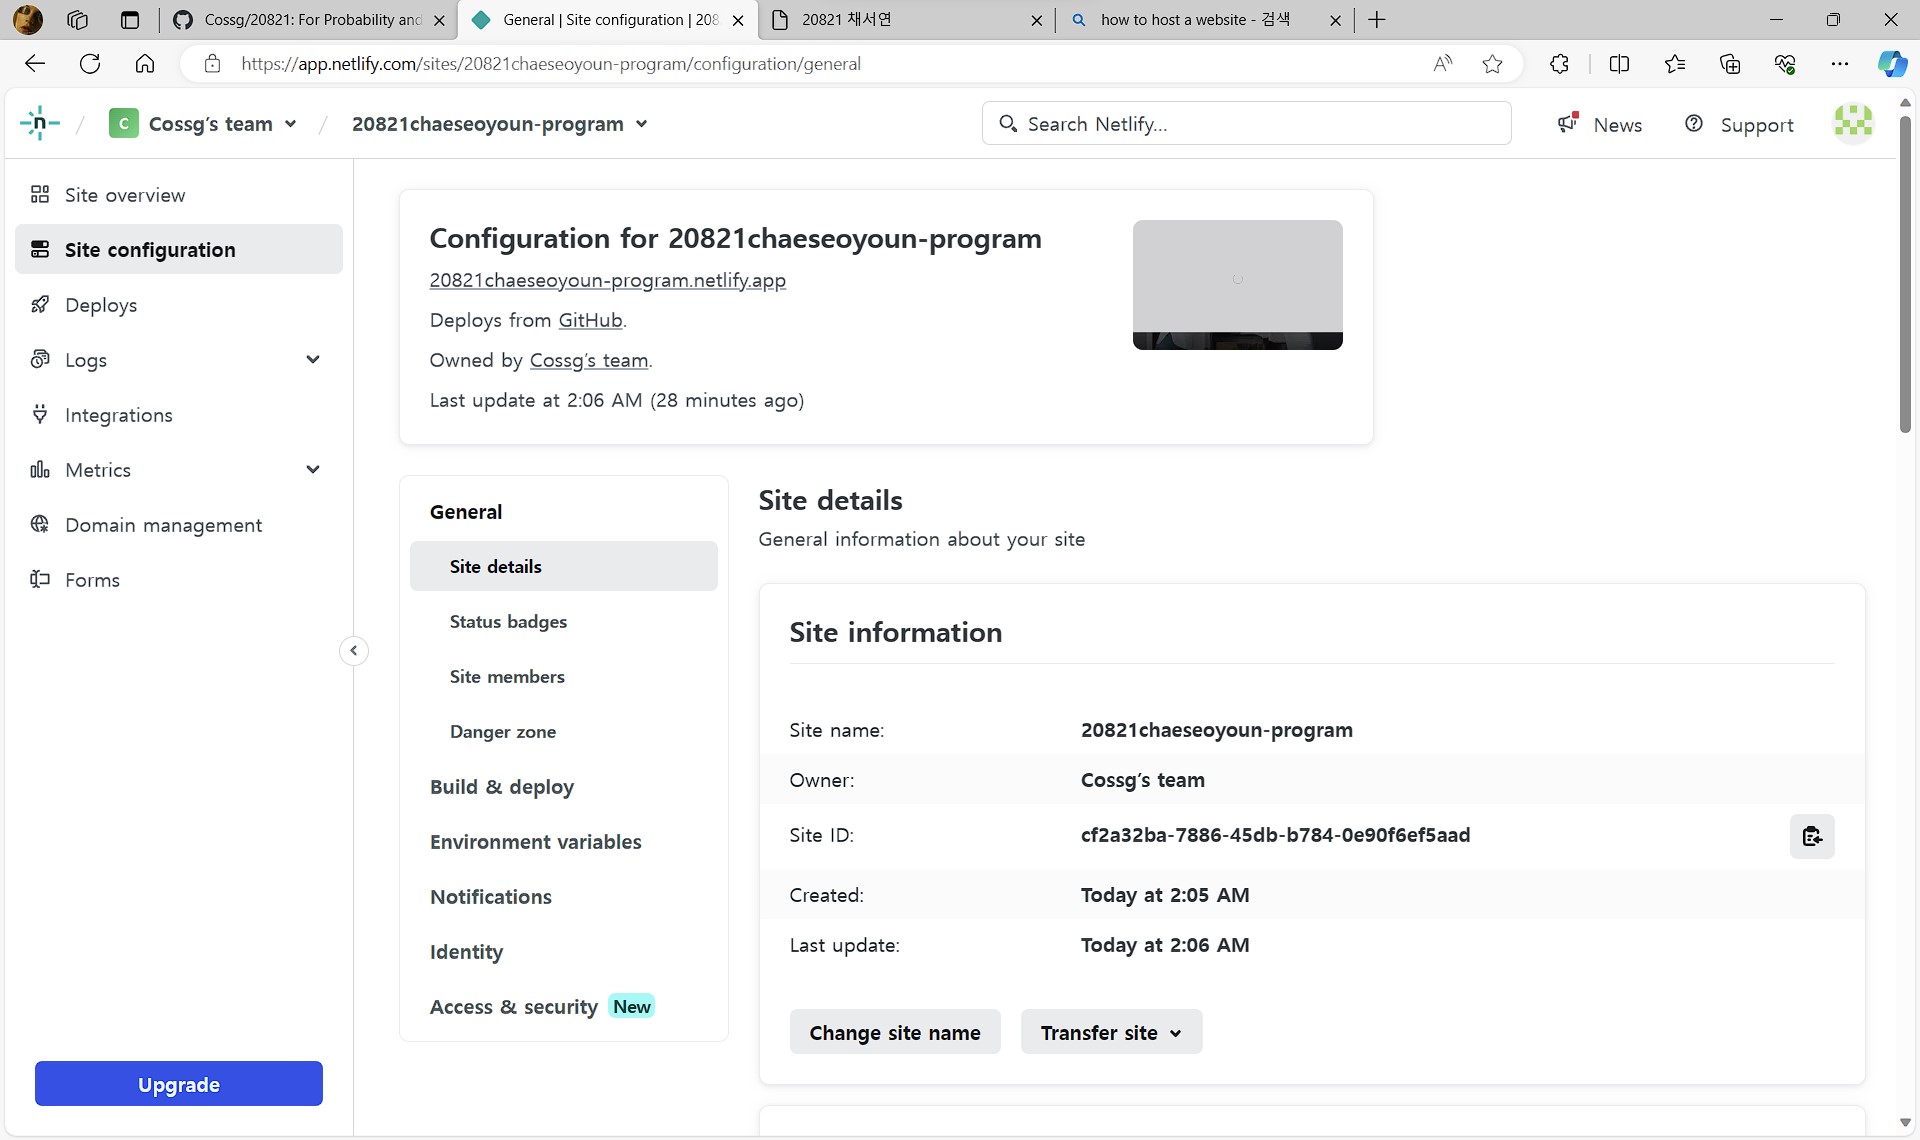 Cossg/20821: For Probability and
General | Site configuration | 208
20821 채서연
how to host a website - 검색
https://app.netlify.com/sites/20821chaeseoyoun-program/configuration/general
n
C
Cossg's team
20821chaeseoyoun-program
Search Netlify...
News
Support
Site overview
Site configuration
Deploys
Logs
Integrations
Metrics
Domain management
Forms
Upgrade
Configuration for 20821chaeseoyoun-program
20821chaeseoyoun-program.netlify.app
Deploys from GitHub.
Owned by Cossg's team.
Last update at 2:06 AM (28 minutes ago)
General
Site details
Status badges
Site members
Danger zone
Build & deploy
Environment variables
Notifications
Identity
Access & security New
Site details
General information about your site
Site information
Site name: 20821chaeseoyoun-program
Owner: Cossg's team
Site ID: cf2a32ba-7886-45db-b784-0e90f6ef5aad
Created: Today at 2:05 AM
Last update: Today at 2:06 AM
Change site name
Transfer site